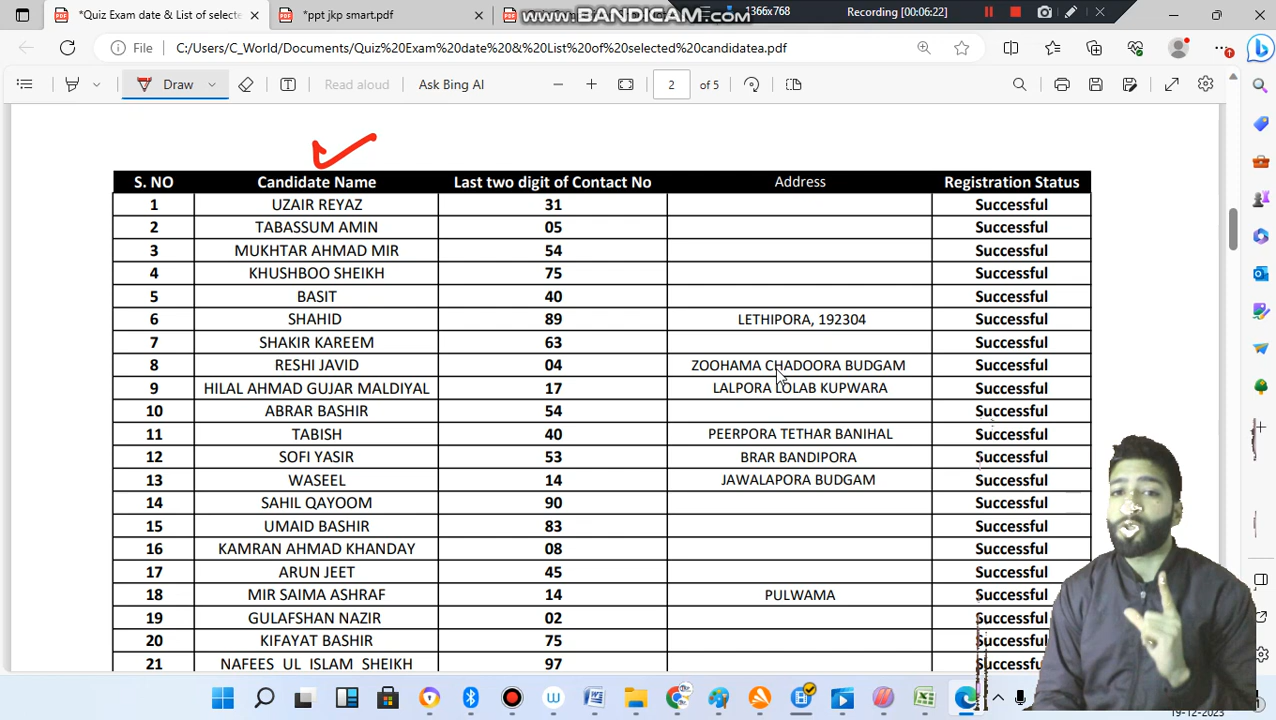 *Quiz Exam date & List of selecte
*ppt jkp smart.pdf
www.BANDICAM.com
1366x768
Recording [00:06:22]
File
C:/Users/C_World/Documents/Quiz%20Exam%20date%20&%20List%20of%20selected%20candidatea.pdf
Draw
Read aloud
Ask Bing AI
2 of 5
S. NO Candidate Name Last two digit of Contact No Address Registration Status
1 UZAIR REYAZ 31 Successful
2 TABASSUM AMIN 05 Successful
3 MUKHTAR AHMAD MIR 54 Successful
4 KHUSHBOO SHEIKH 75 Successful
5 BASIT 40 Successful
6 SHAHID 89 LETHIPORA, 192304 Successful
7 SHAKIR KAREEM 63 Successful
8 RESHI JAVID 04 ZOOHAMA CHADOORA BUDGAM Successful
9 HILAL AHMAD GUJAR MALDIYAL 17 LALPORA LOLAB KUPWARA Successful
10 ABRAR BASHIR 54 Successful
11 TABISH 40 PEERPORA TETHAR BANIHAL Successful
12 SOFI YASIR 53 BRAR BANDIPORA Successful
13 WASEEL 14 JAWALAPORA BUDGAM Successful
14 SAHIL QAYOOM 90 Successful
15 UMAID BASHIR 83 Successful
16 KAMRAN AHMAD KHANDAY 08 Successful
17 ARUN JEET 45 Successful
18 MIR SAIMA ASHRAF 14 PULWAMA Successful
19 GULAFSHAN NAZIR 02 Successful
20 KIFAYAT BASHIR 75 Successful
21 NAFEES UL ISLAM SHEIKH 97 Successful
19-12-2023